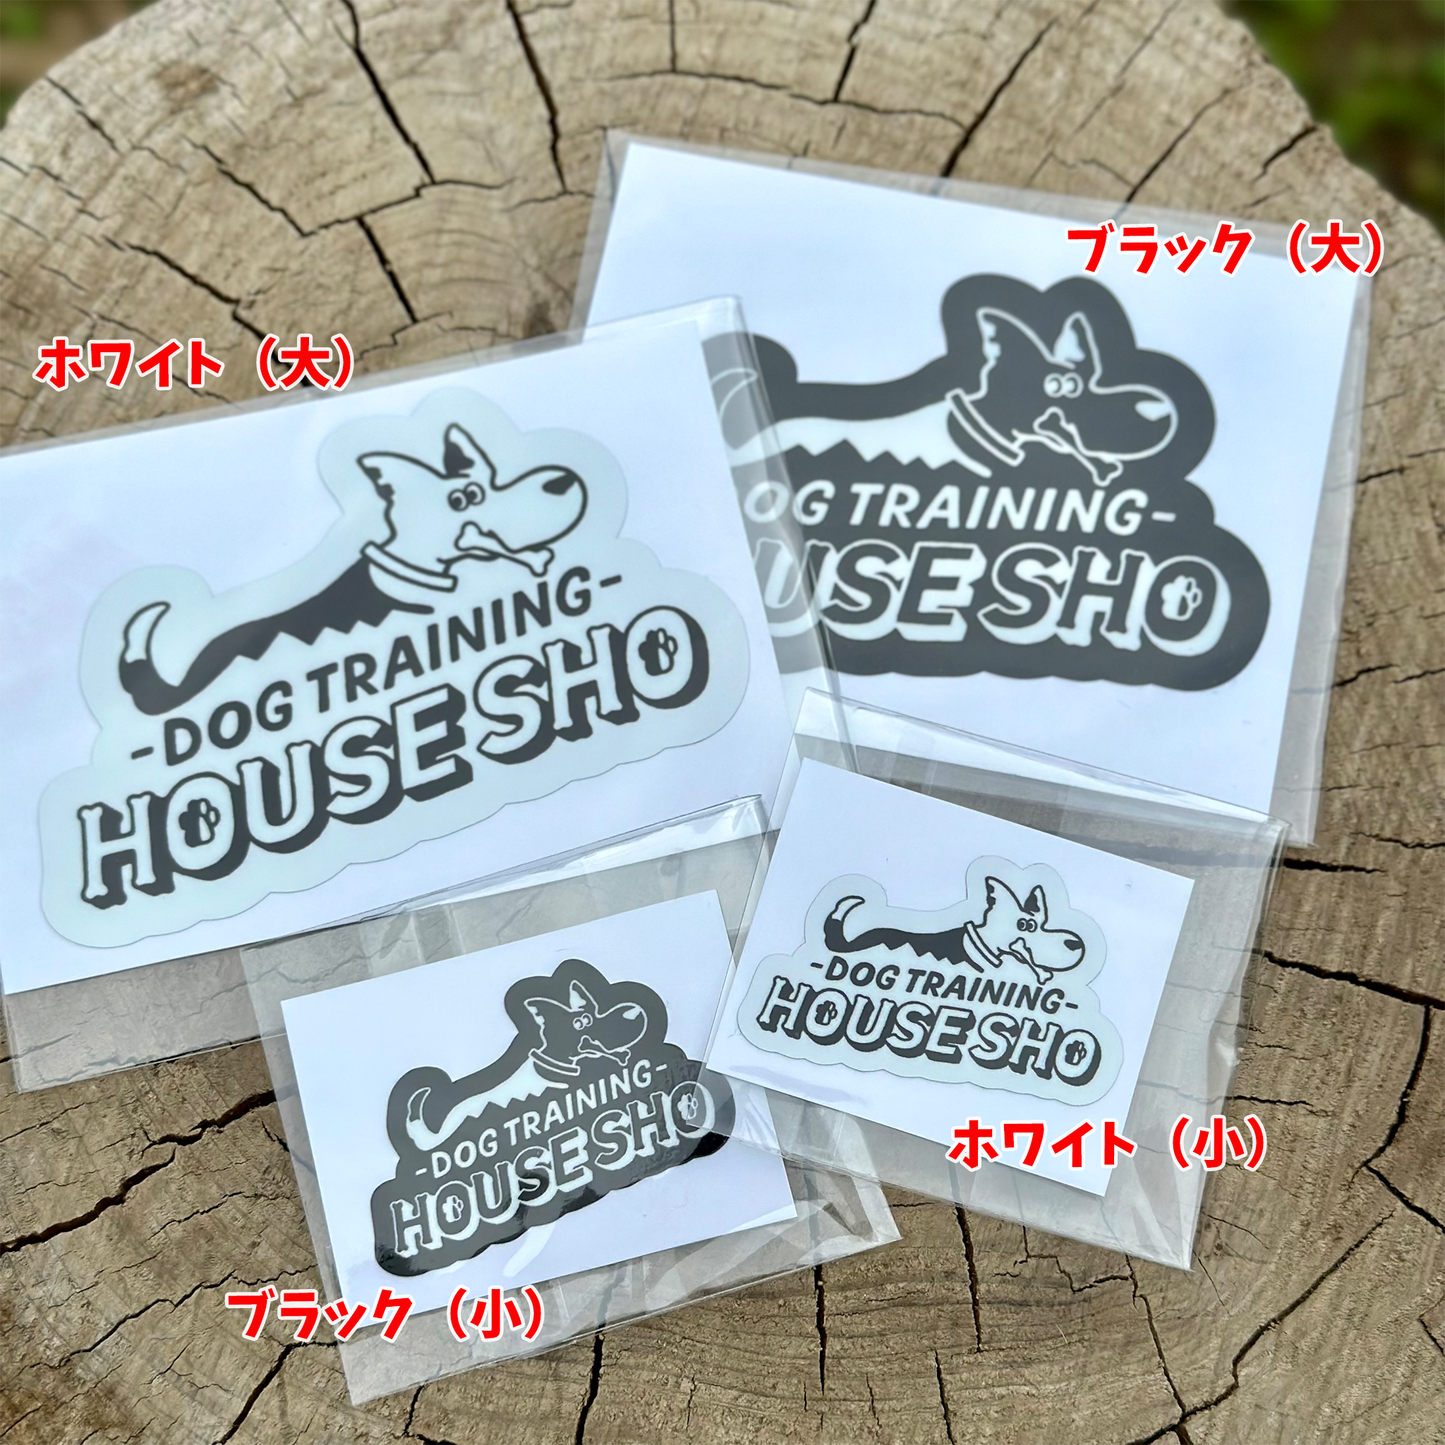 ブラック（大）
ホワイト（大）
OG TRAINING-
USE SHO
-DOG TRAINING-
HOUSE SHO
-DOG TRAINING-
HOUSE SHO
ホワイト（小）
-DOG TRAINING-
HOUSE SHO
ブラック（小）